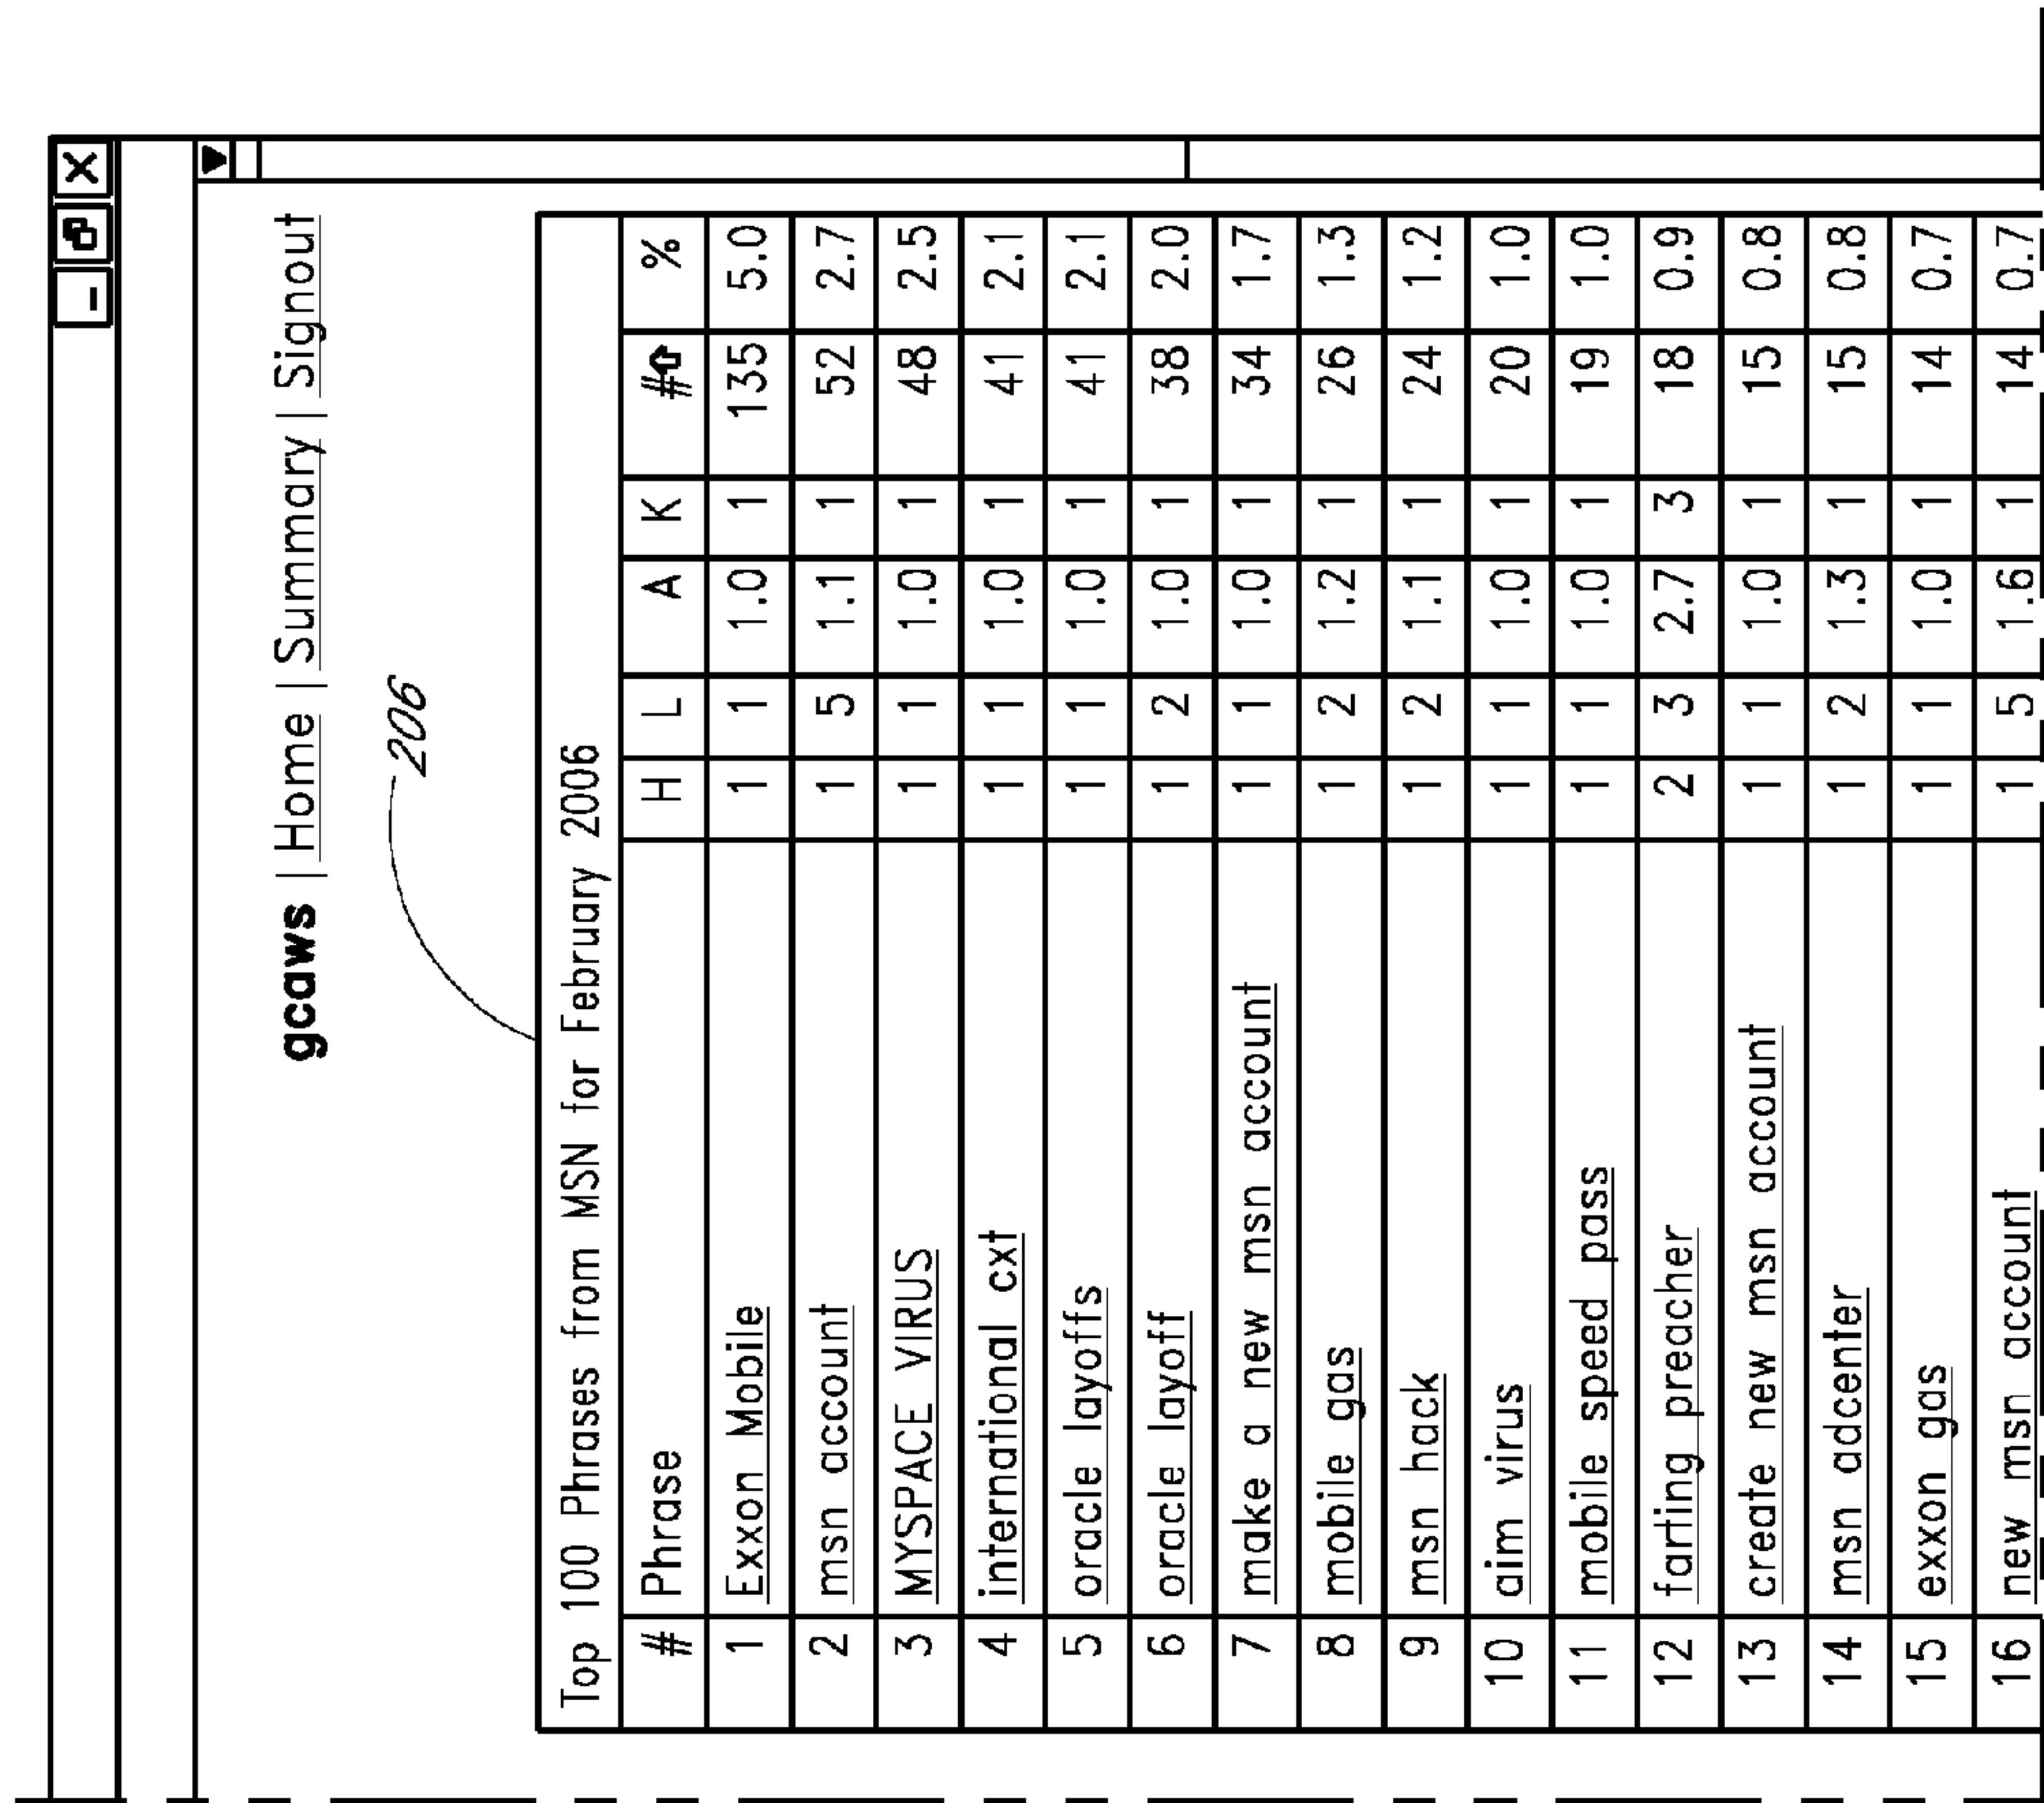 gcaws | Home | Summary | Signout
206
Top 100 Phrases from MSN for February 2006
# Phrase H L A K # %
1 Exxon Mobile 1 1 1.0 1 135 5.0
2 msn account 1 5 1.1 1 52 2.7
3 MYSPACE VIRUS 1 1 1.0 1 48 2.5
4 international cxt 1 1 1.0 1 41 2.1
5 oracle layoffs 1 1 1.0 1 41 2.1
6 oracle layoff 1 2 1.0 1 38 2.0
7 make a new msn account 1 1 1.0 1 34 1.7
8 mobile gas 1 2 1.2 1 26 1.3
9 msn hack 1 2 1.1 1 24 1.2
10 aim virus 1 1 1.0 1 20 1.0
11 mobile speed pass 1 1 1.0 1 19 1.0
12 farting preacher 2 3 2.7 3 18 0.9
13 create new msn account 1 1 1.0 1 15 0.8
14 msn adcenter 1 2 1.3 1 15 0.8
15 exxon gas 1 1 1.0 1 14 0.7
16 new msn account 1 5 1.6 1 14 0.7